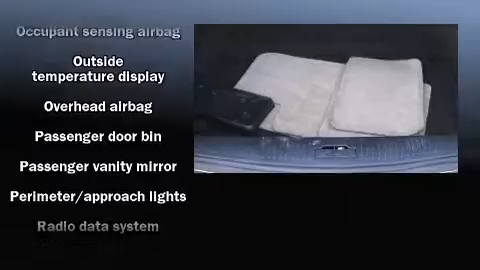 Occupant sensing airbag
Outside
temperature display
Overhead airbag
Passenger door bin
Passenger vanity mirror
Perimeter/approach lights
Radio data system